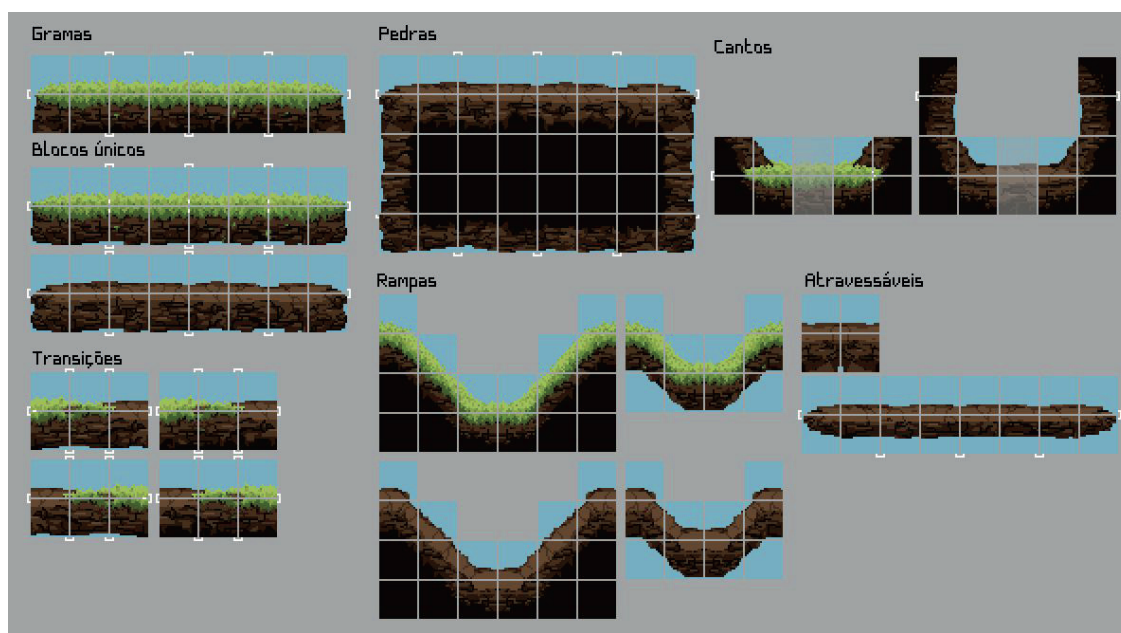 Gramas
Pedras
Cantos
Blocos únicos
Rampas
Atravessáveis
Transições